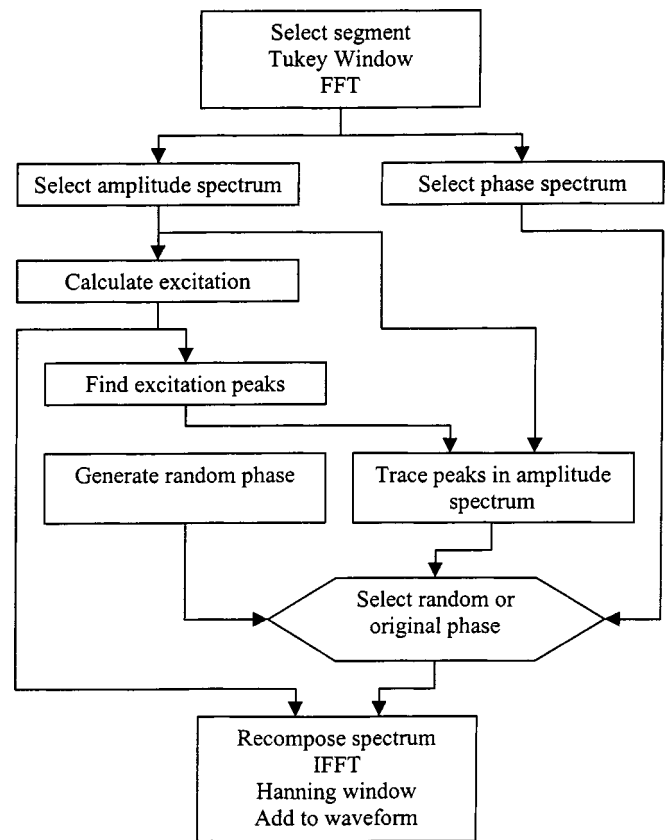 Select segment
Tukey Window
FFT
Select amplitude spectrum
Select phase spectrum
Calculate excitation
Find excitation peaks
Generate random phase
Trace peaks in amplitude
spectrum
Select random or
original phase
Recompose spectrum
IFFT
Hanning window
Add to waveform